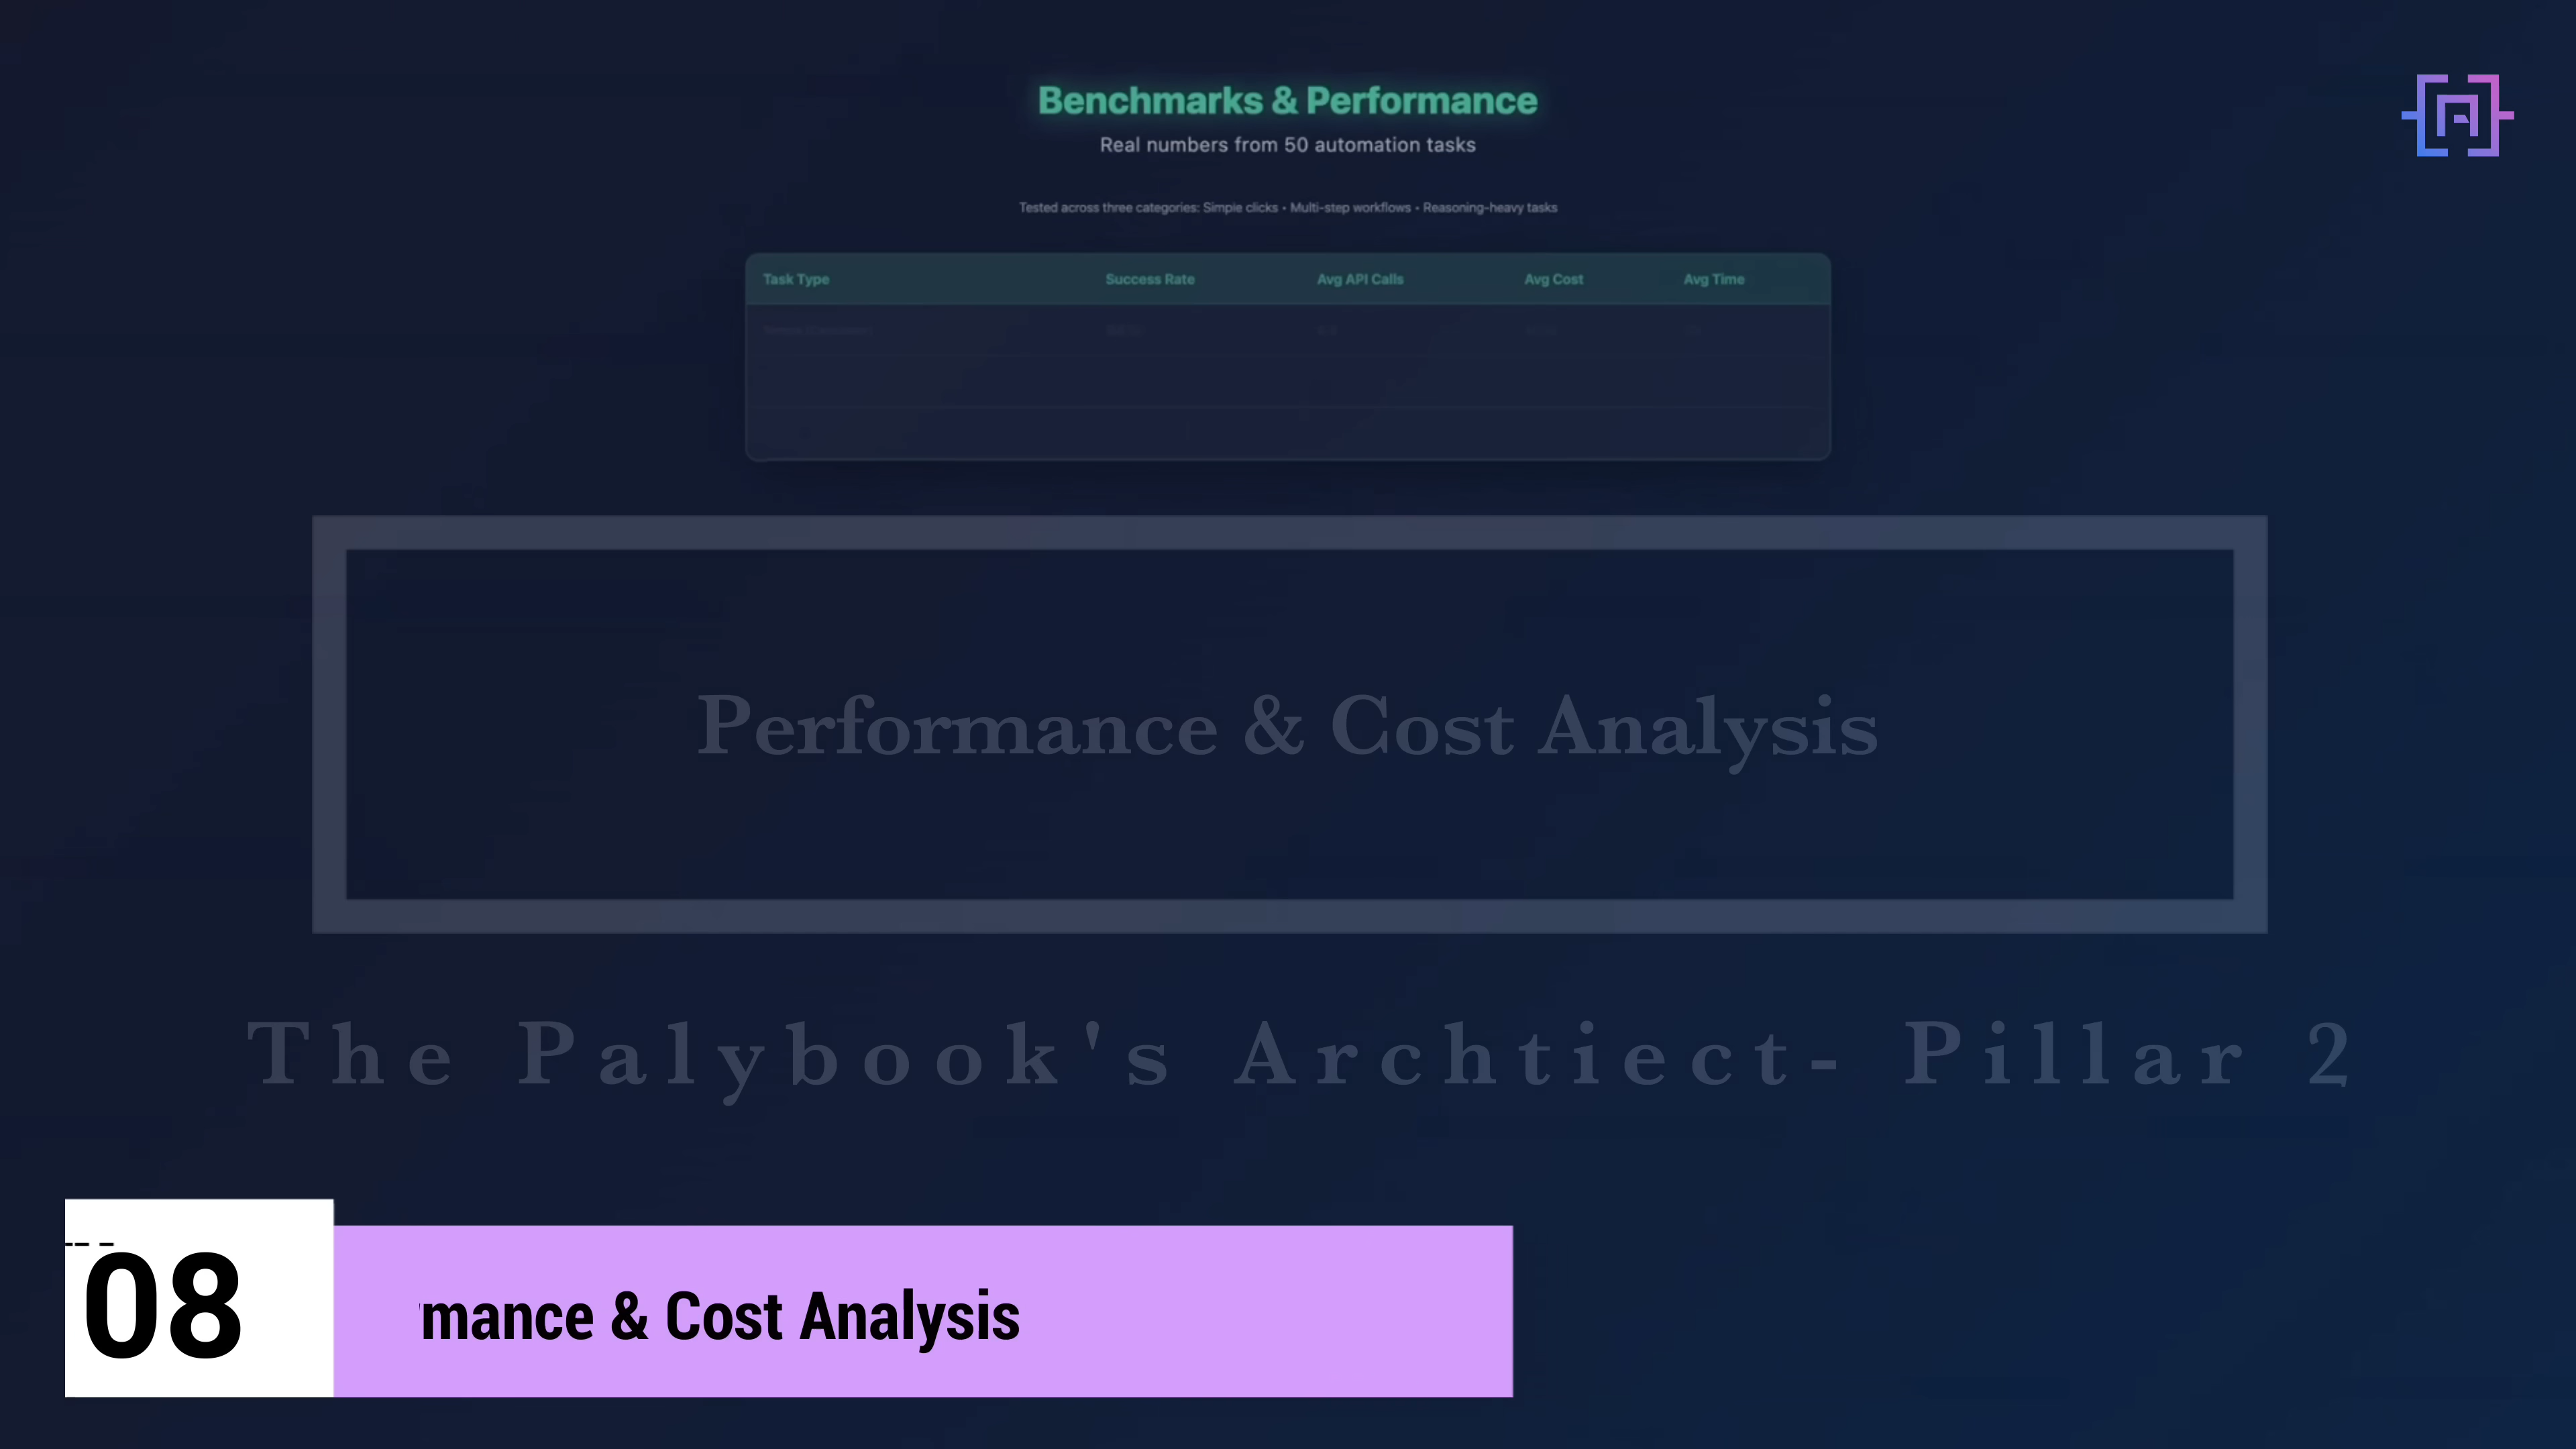 Benchmarks & Performance
Real numbers from 50 automation tasks
Tested across three categories: Simple clicks • Multi-step workflows • Reasoning-heavy tasks
Task Type Success Rate Avg API Calls Avg Cost Avg Time
Performance & Cost Analysis
The Palybook's Archtiect- Pillar 2
08
mance & Cost Analysis